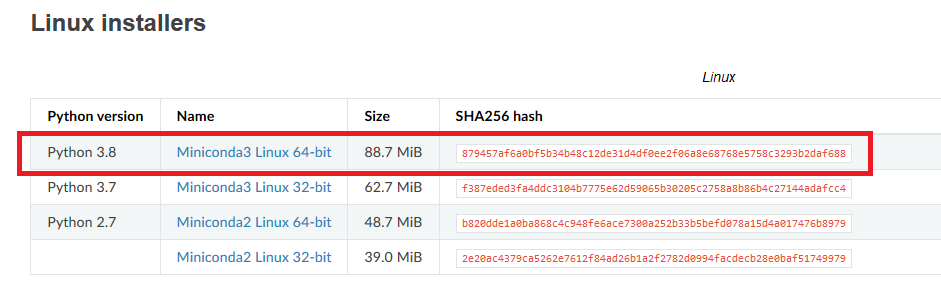 Linux installers
Linux
Python version Name Size SHA256 hash
Python 3.8 Miniconda3 Linux 64-bit 88.7 MiB 879457af6a0bf5b34b48c12de31d4df0ee2f06a8e68768e5758c3293b2daf688
Python 3.7 Miniconda3 Linux 32-bit 62.7 MiB f387eded3fa4ddc3104b7775e62d59065b30205c2758a8b86b4c27144adafcc4
Python 2.7 Miniconda2 Linux 64-bit 48.7 MiB b820dde1a0ba868c4c948fe6ace7300a252b33b5befd078a15d4a017476b8979
Miniconda2 Linux 32-bit 39.0 MiB 2e20ac4379ca5262e7612f84ad26b1a2f2782d0994facdecb28e0baf51749979